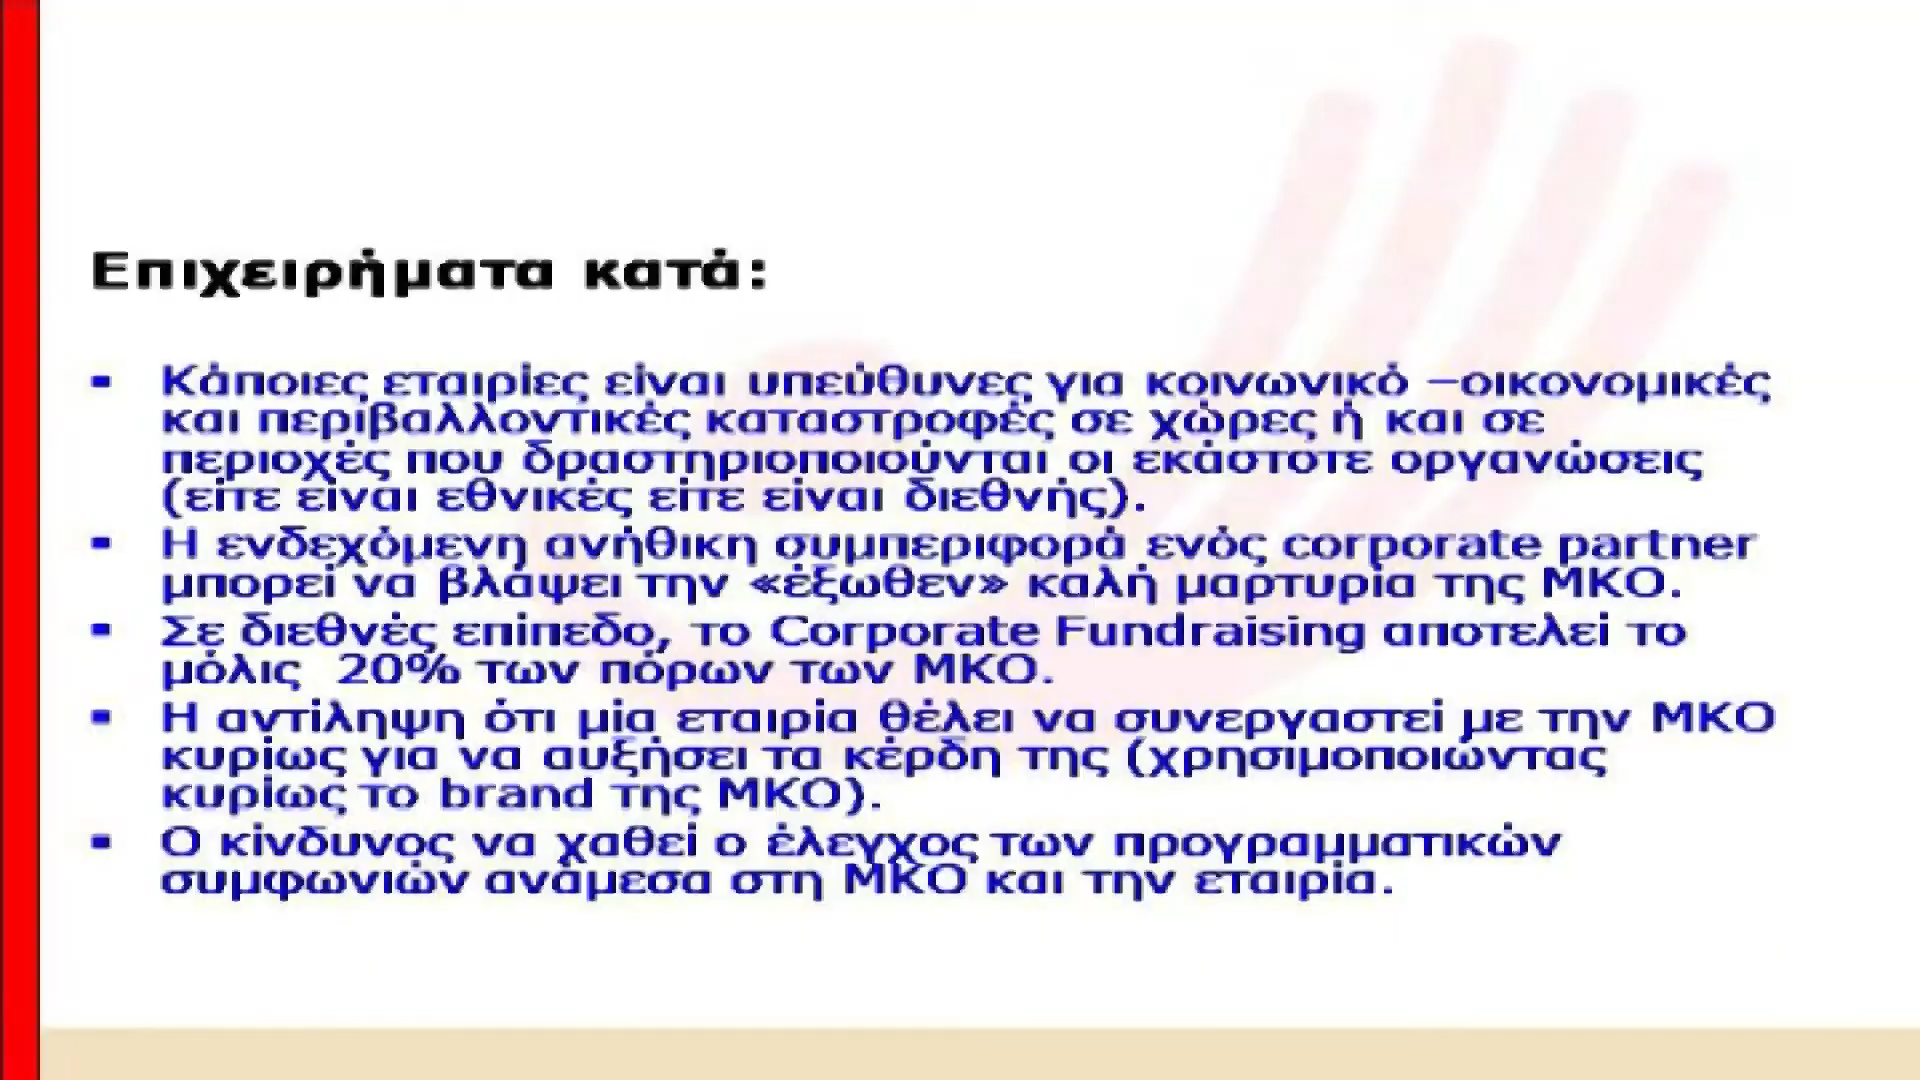 Επιχειρήματα κατά:
▪ Κάποιες εταιρίες είναι υπεύθυνες για κοινωνικό –οικονομικές
και περιβαλλοντικές καταστροφές σε χώρες ή και σε
περιοχές που δραστηριοποιούνται οι εκάστοτε οργανώσεις
(είτε είναι εθνικές είτε είναι διεθνής).
▪ Η ενδεχόμενη ανήθικη συμπεριφορά ενός corporate partner
μπορεί να βλάψει την «έξωθεν» καλή μαρτυρία της ΜΚΟ.
▪ Σε διεθνές επίπεδο, το Corporate Fundraising αποτελεί το
μόλις 20% των πόρων των ΜΚΟ.
▪ Η αντίληψη ότι μία εταιρία θέλει να συνεργαστεί με την ΜΚΟ
κυρίως για να αυξήσει τα κέρδη της (χρησιμοποιώντας
κυρίως το brand της ΜΚΟ).
▪ Ο κίνδυνος να χαθεί ο έλεγχος των προγραμματικών
συμφωνιών ανάμεσα στη ΜΚΟ και την εταιρία.